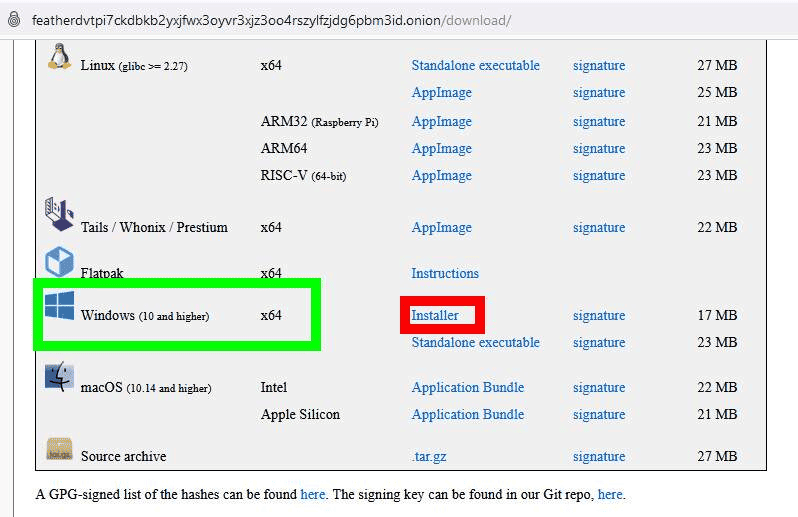 featherdvtpi7ckdbkb2yxjfwx3oyvr3xjz3oo4rszylfzjdg6pbm3id.onion/download/
Linux (glibc >= 2.27) x64 Standalone executable signature 27 MB
AppImage signature 25 MB
ARM32 (Raspberry Pi) AppImage signature 21 MB
ARM64 AppImage signature 23 MB
RISC-V (64-bit) AppImage signature 23 MB
Tails / Whonix / Prestium x64 AppImage signature 22 MB
Flatpak x64 Instructions
Windows (10 and higher) x64 Installer signature 17 MB
Standalone executable signature 23 MB
macOS (10.14 and higher) Intel Application Bundle signature 22 MB
Apple Silicon Application Bundle signature 21 MB
tar.gz Source archive .tar.gz signature 27 MB
A GPG-signed list of the hashes can be found here. The signing key can be found in our Git repo, here.